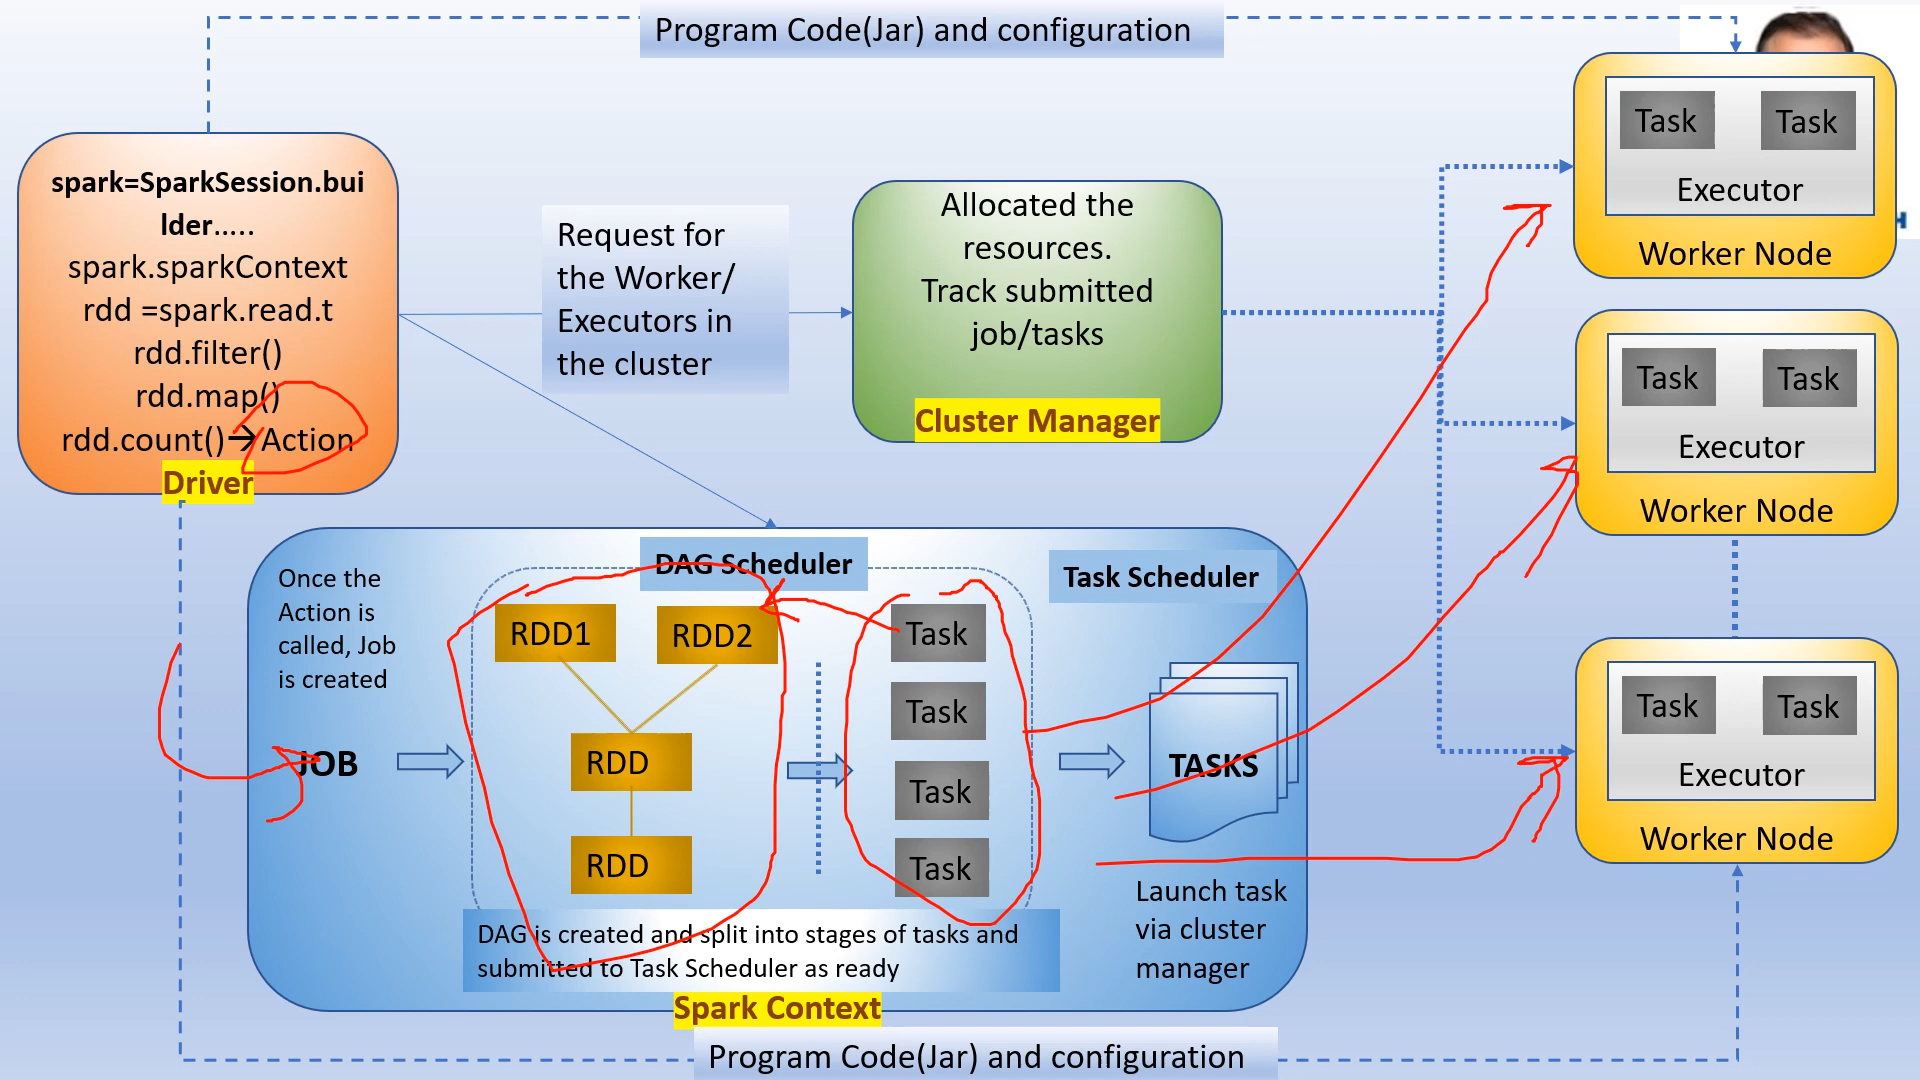 Program Code(Jar) and configuration
spark=SparkSession.bui
lder.....
spark.sparkContext
rdd =spark.read.t
rdd.filter()
rdd.map()
rdd.count()→Action
Driver
Request for
the Worker/
Executors in
the cluster
Allocated the
resources.
Track submitted
job/tasks
Cluster Manager
Task Task
Executor
Worker Node
Task Task
Executor
Worker Node
Task Task
Executor
Worker Node
Once the
Action is
called, Job
is created
JOB
DAG Scheduler
RDD1 RDD2
RDD
RDD
Task
Task
Task
Task
DAG is created and split into stages of tasks and
submitted to Task Scheduler as ready
Task Scheduler
TASKS
Launch task
via cluster
manager
Spark Context
Program Code(Jar) and configuration